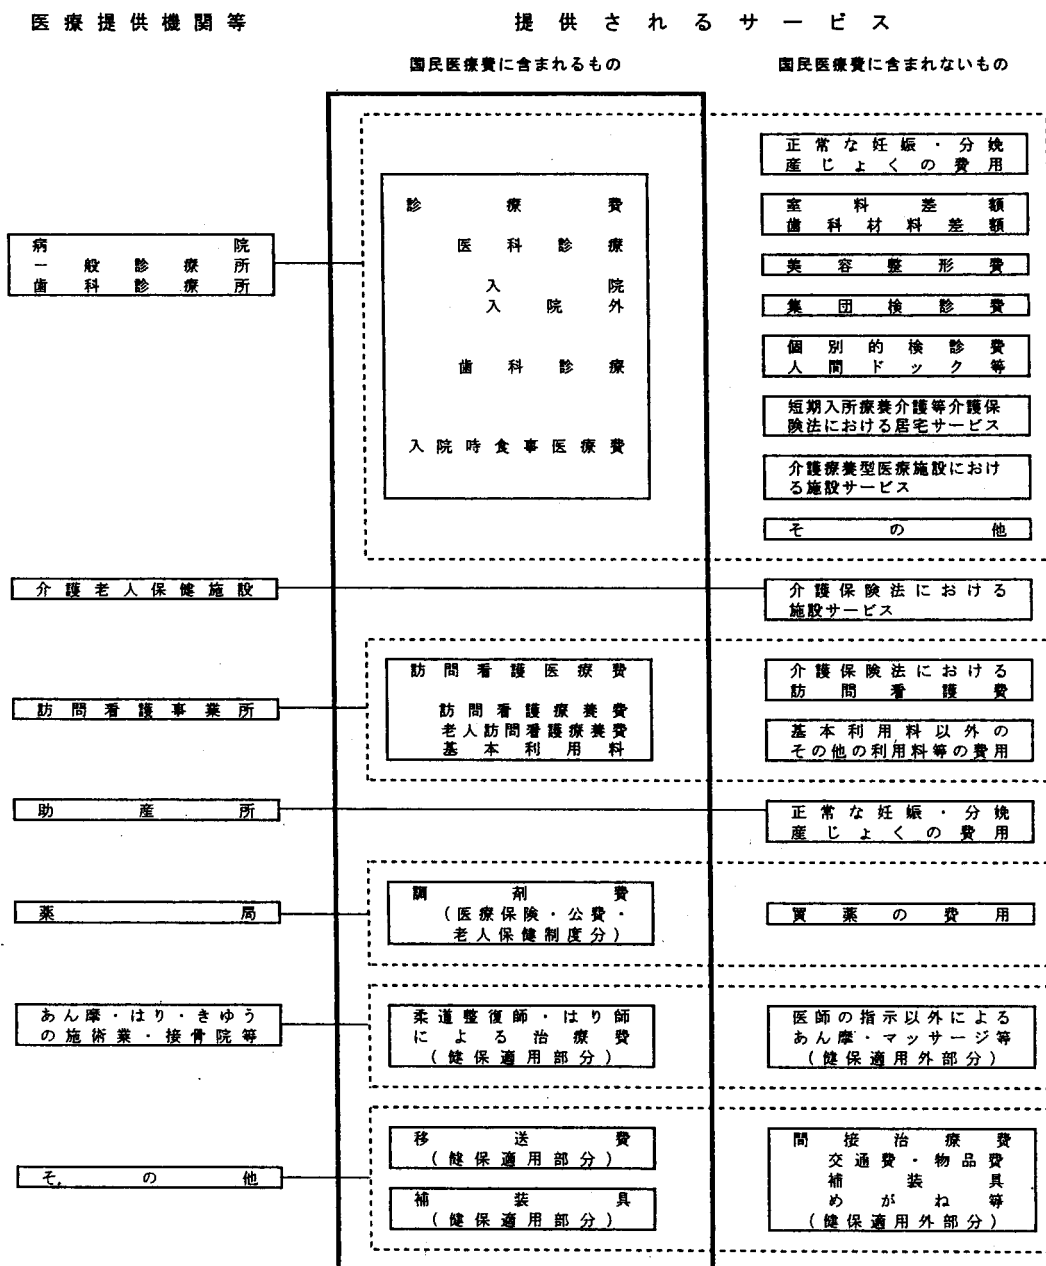 医療提供機関等
提供されるサービス
国民医療費に含まれるもの
国民医療費に含まれないもの
病院
一般診療所
歯科診療所
診療費
医科診療
入院
入院外
歯科診療
入院時食事医療費
正常な妊娠・分娩
産じょくの費用
室料差額
歯科材料差額
美容整形費
集団検診費
個別的検診費
人間ドック等
短期入所療養介護等介護保
険法における居宅サービス
介護療養型医療施設におけ
る施設サービス
その他
介護老人保健施設
介護保険法における
施設サービス
訪問看護事業所
訪問看護医療費
訪問看護療養費
老人訪問看護療養費
基本利用料
介護保険法における
訪問看護費
基本利用料以外の
その他の利用料等の費用
助産所
正常な妊娠・分娩
産じょくの費用
薬局
調剤費
(医療保険・公費・
老人保健制度分)
買薬の費用
あん摩・はり・きゆう
の施術業・接骨院等
柔道整復師・はり師
による治療費
(健保適用部分)
医師の指示以外による
あん摩・マッサージ等
(健保適用外部分)
その他
移送費
(健保適用部分)
補装具
(健保適用部分)
間接治療費
交通費・物品費
補装具
めがね等
(健保適用外部分)